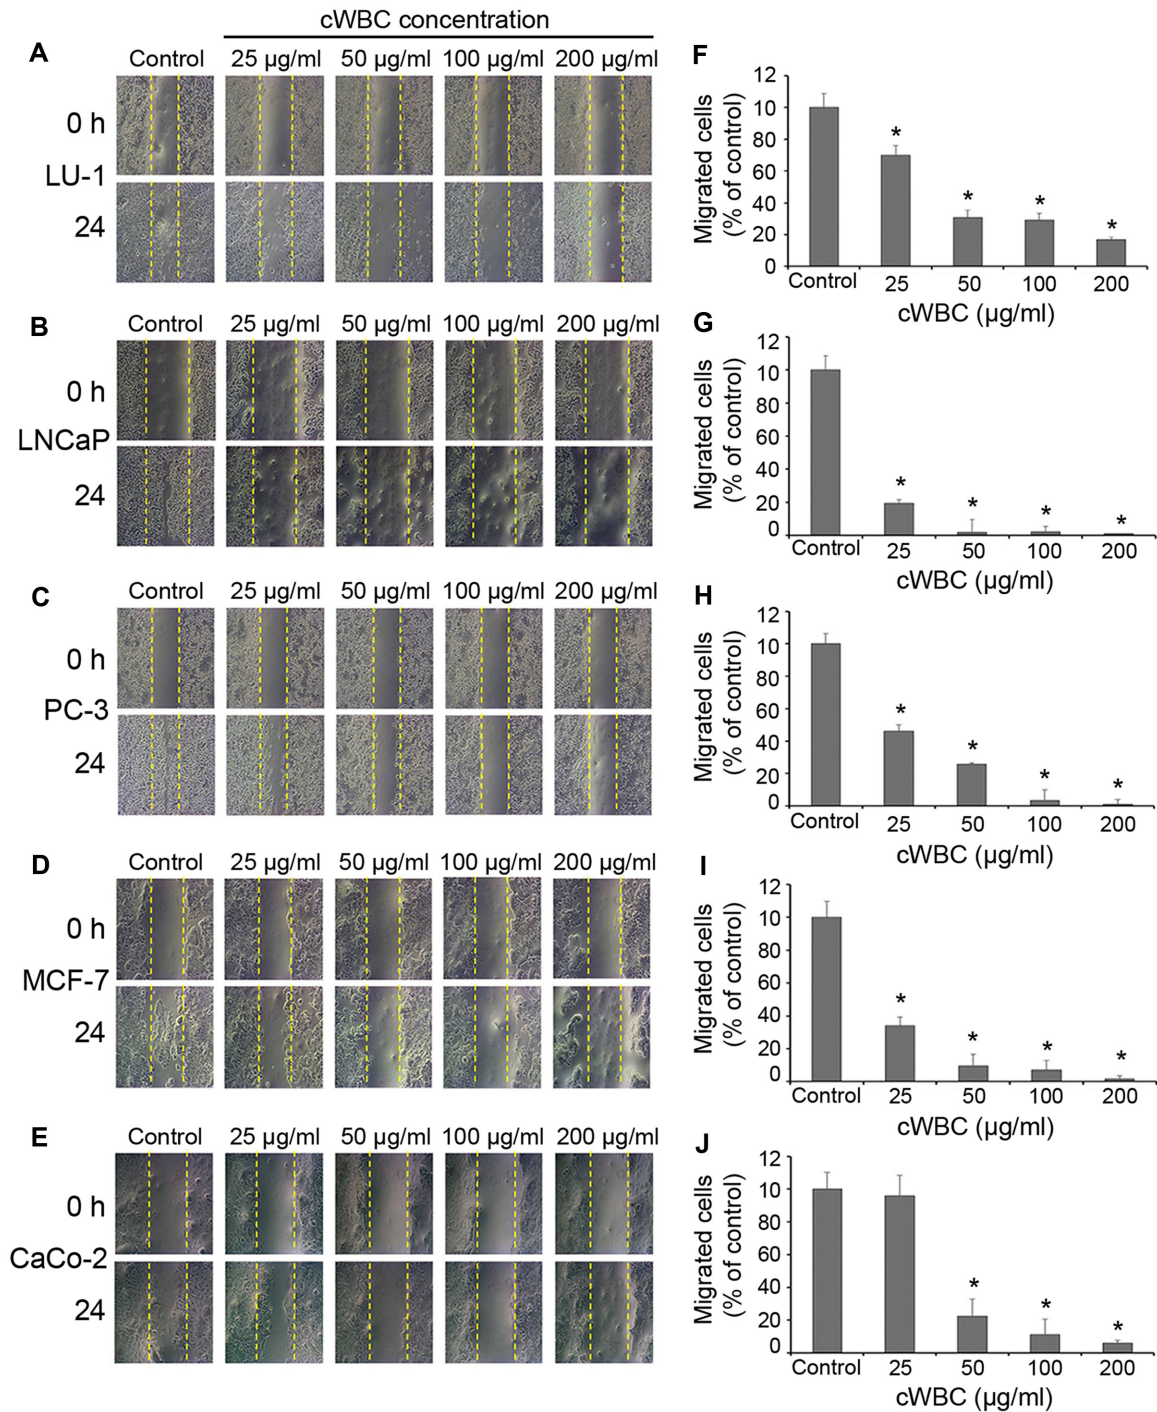 cWBC concentration
A
Control 25 µg/ml 50 µg/ml 100 µg/ml 200 µg/ml
0 h
LU-1
24
B
Control 25 µg/ml 50 µg/ml 100 µg/ml 200 µg/ml
0 h
LNCaP
24
C
Control 25 µg/ml 50 µg/ml 100 µg/ml 200 µg/ml
0 h
PC-3
24
D
Control 25 µg/ml 50 µg/ml 100 µg/ml 200 µg/ml
0 h
MCF-7
24
E
Control 25 µg/ml 50 µg/ml 100 µg/ml 200 µg/ml
0 h
CaCo-2
24
F
Migrated cells
(% of control)
12
10
80
60
40
20
0
* * * *
Control 25 50 100 200
cWBC (µg/ml)
G
Migrated cells
(% of control)
12
10
80
60
40
20
0
* * * *
Control 25 50 100 200
cWBC (µg/ml)
H
Migrated cells
(% of control)
12
10
80
60
40
20
0
* * * *
Control 25 50 100 200
cWBC (µg/ml)
I
Migrated cells
(% of control)
12
10
80
60
40
20
0
* * * *
Control 25 50 100 200
cWBC (µg/ml)
J
Migrated cells
(% of control)
12
10
80
60
40
20
0
* * *
Control 25 50 100 200
cWBC (µg/ml)